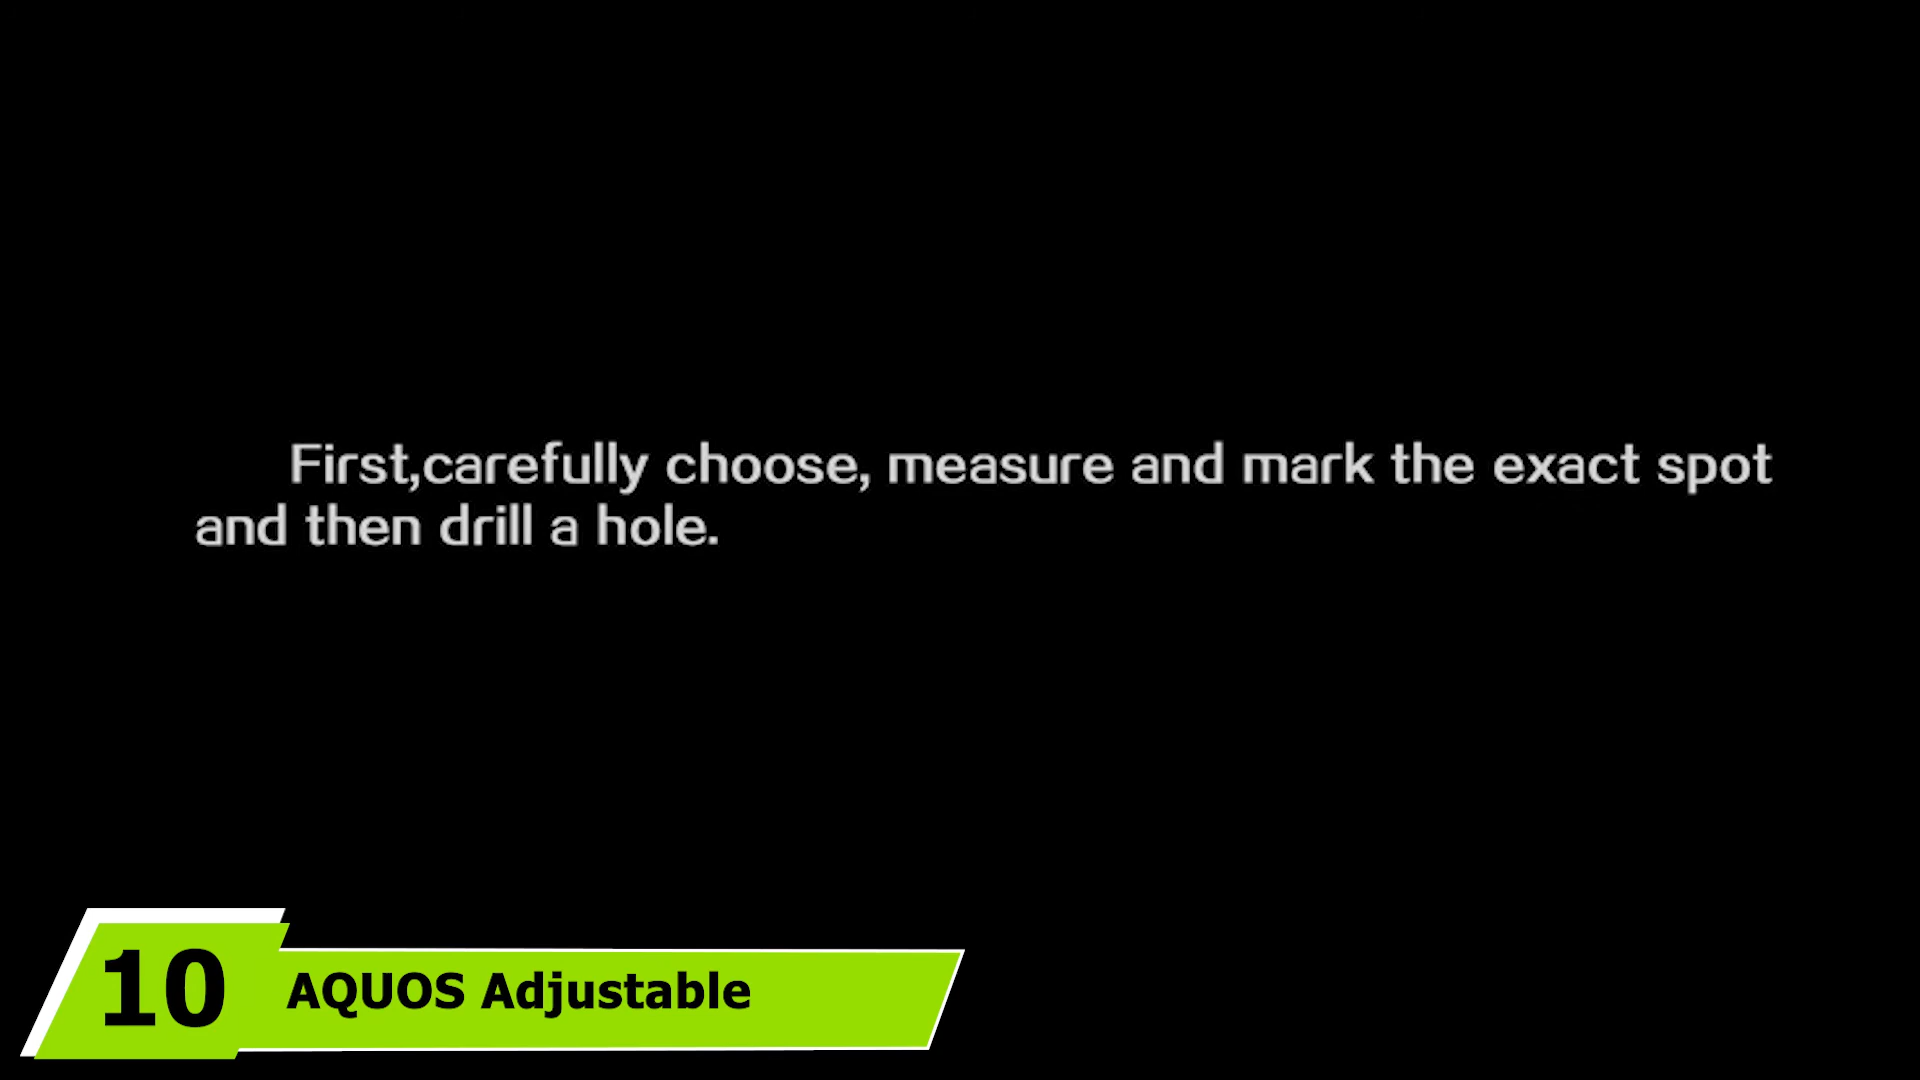 First,carefully choose, measure and mark the exact spot
and then drill a hole.
10
AQUOS Adjustable